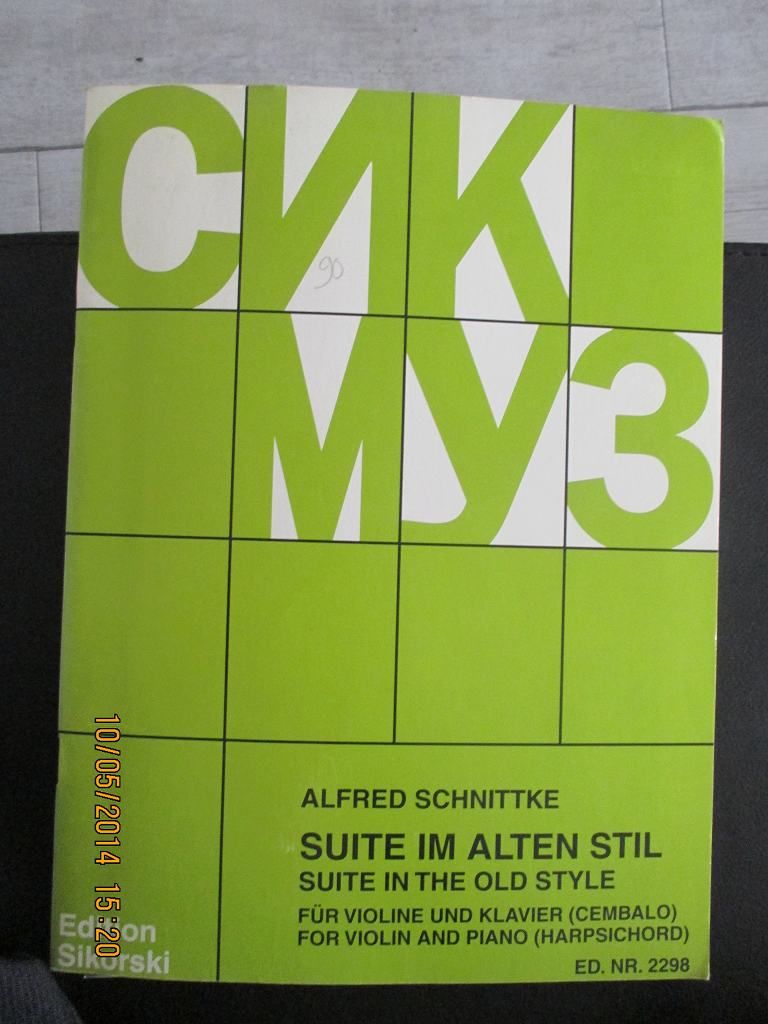 СИК
90
МУЗ
ALFRED SCHNITTKE
SUITE IM ALTEN STIL
SUITE IN THE OLD STYLE
FÜR VIOLINE UND KLAVIER (CEMBALO)
FOR VIOLIN AND PIANO (HARPSICHORD)
ED. NR. 2298
Edition
Sikorski
10/05/2014 15:20